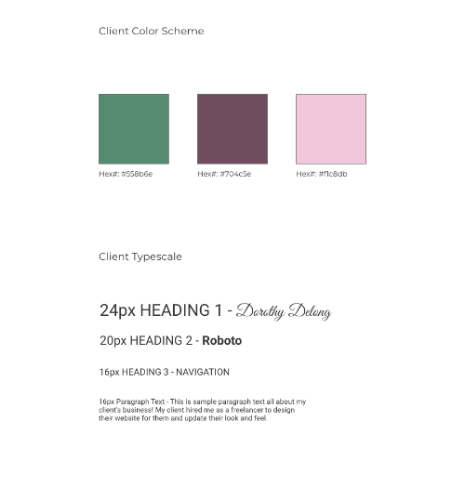 Client Color Scheme
Hex#: #558b6e
Hex#: #704c5e
Hex#: #f1c8db
Client Typescale
24px HEADING 1 - Dorothy Delong
20px HEADING 2 - Roboto
16px HEADING 3 - NAVIGATION
16px Paragraph Text - This is sample paragraph text all about my
client's business! My client hired me as a freelancer to design
their website for them and update their look and feel.